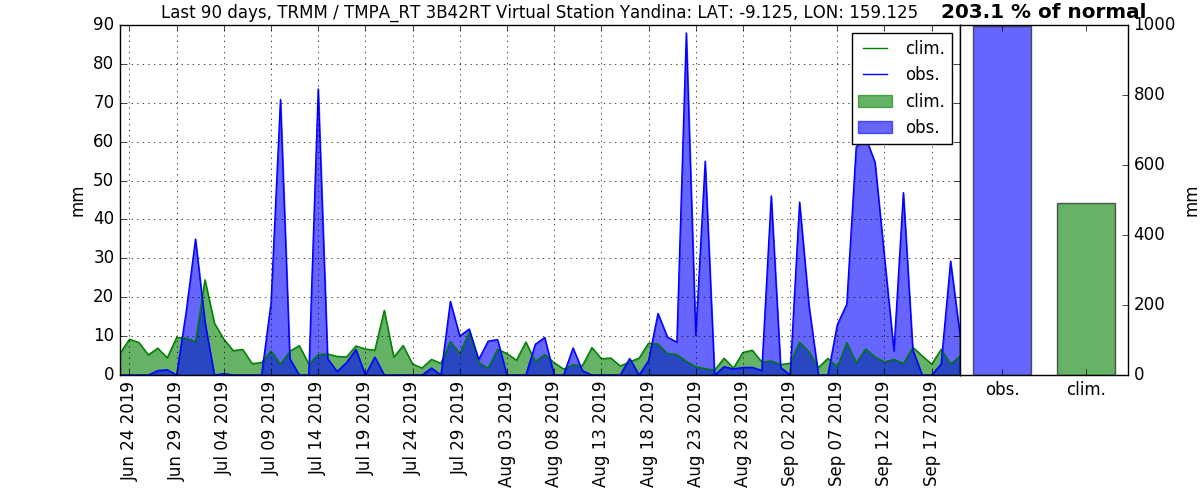 Last 90 days, TRMM / TMPA_RT 3B42RT Virtual Station Yandina: LAT: -9.125, LON: 159.125
203.1 % of normal
90
80
70
60
50
40
30
20
10
0
mm
clim.
obs.
clim.
obs.
Jun 24 2019
Jun 29 2019
Jul 04 2019
Jul 09 2019
Jul 14 2019
Jul 19 2019
Jul 24 2019
Jul 29 2019
Aug 03 2019
Aug 08 2019
Aug 13 2019
Aug 18 2019
Aug 23 2019
Aug 28 2019
Sep 02 2019
Sep 07 2019
Sep 12 2019
Sep 17 2019
1000
800
600
400
200
0
mm
obs.
clim.